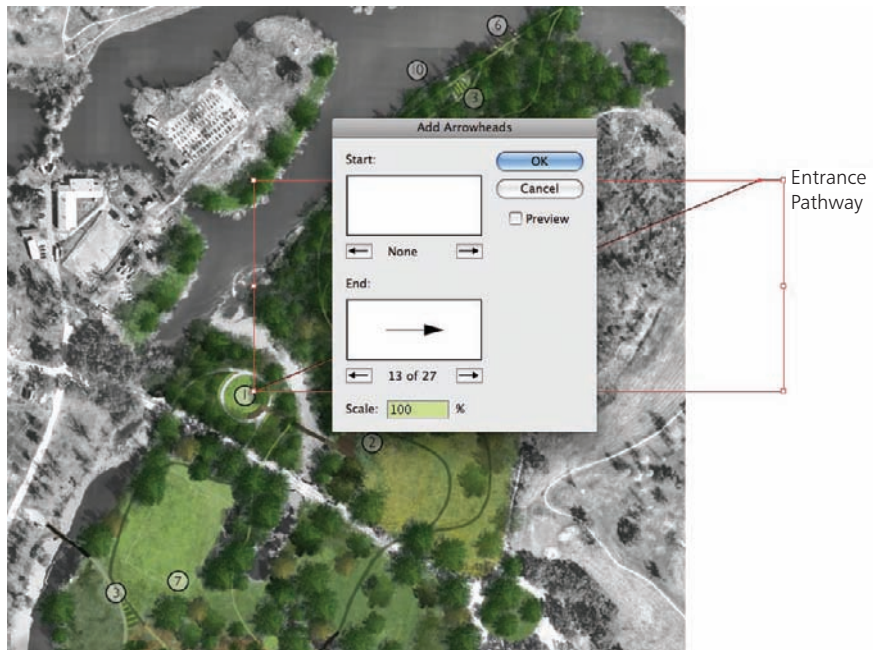 6
10
3
Add Arrowheads
Start:
OK
Cancel
Preview
None
End:
13 of 27
Scale: 100 %
Entrance
Pathway
1
2
7
3